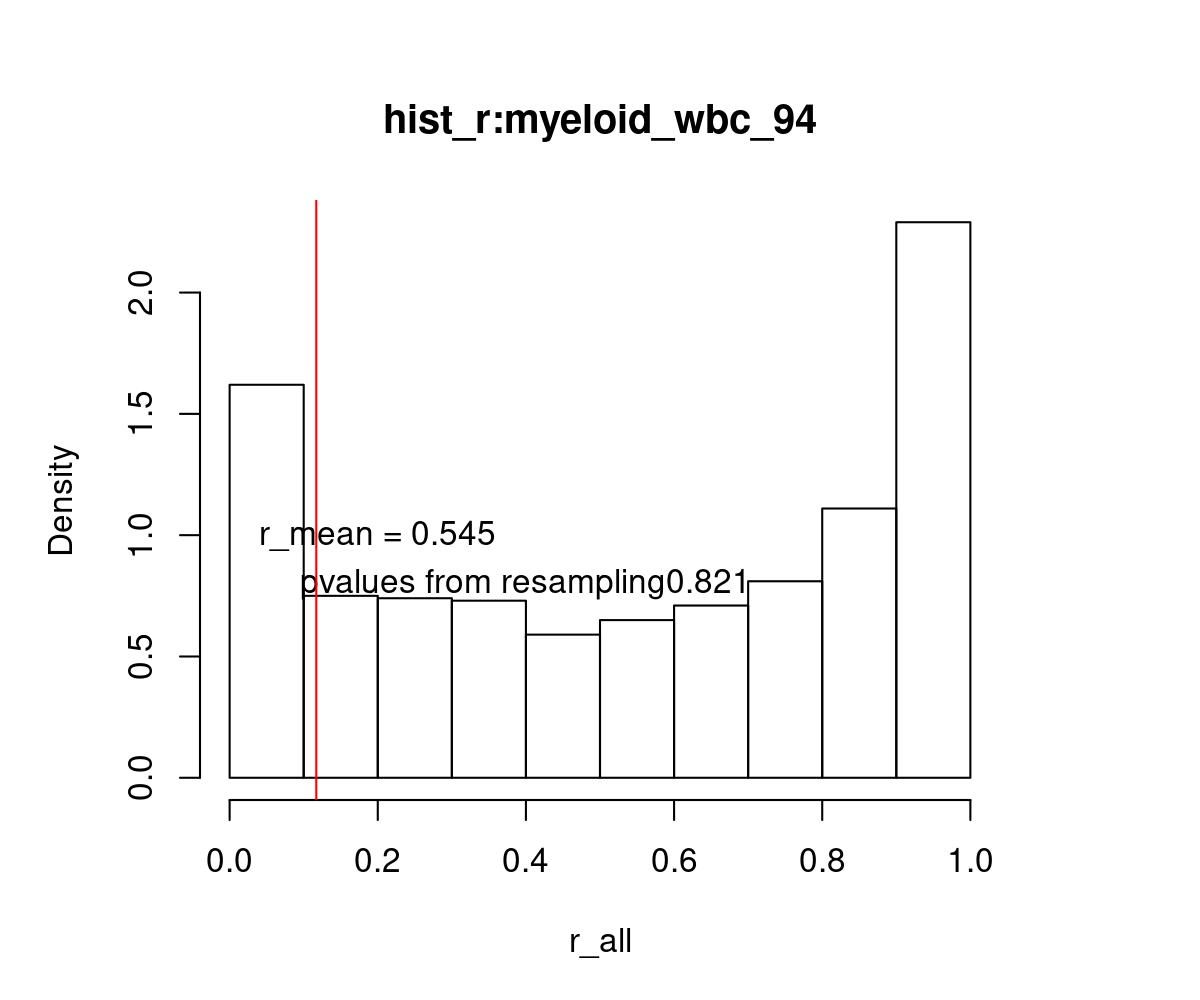 hist_r:myeloid_wbc_94
Density
2.0
1.5
1.0
0.5
0.0
r_mean = 0.545
pvalues from resampling0.821
0.0 0.2 0.4 0.6 0.8 1.0
r_all